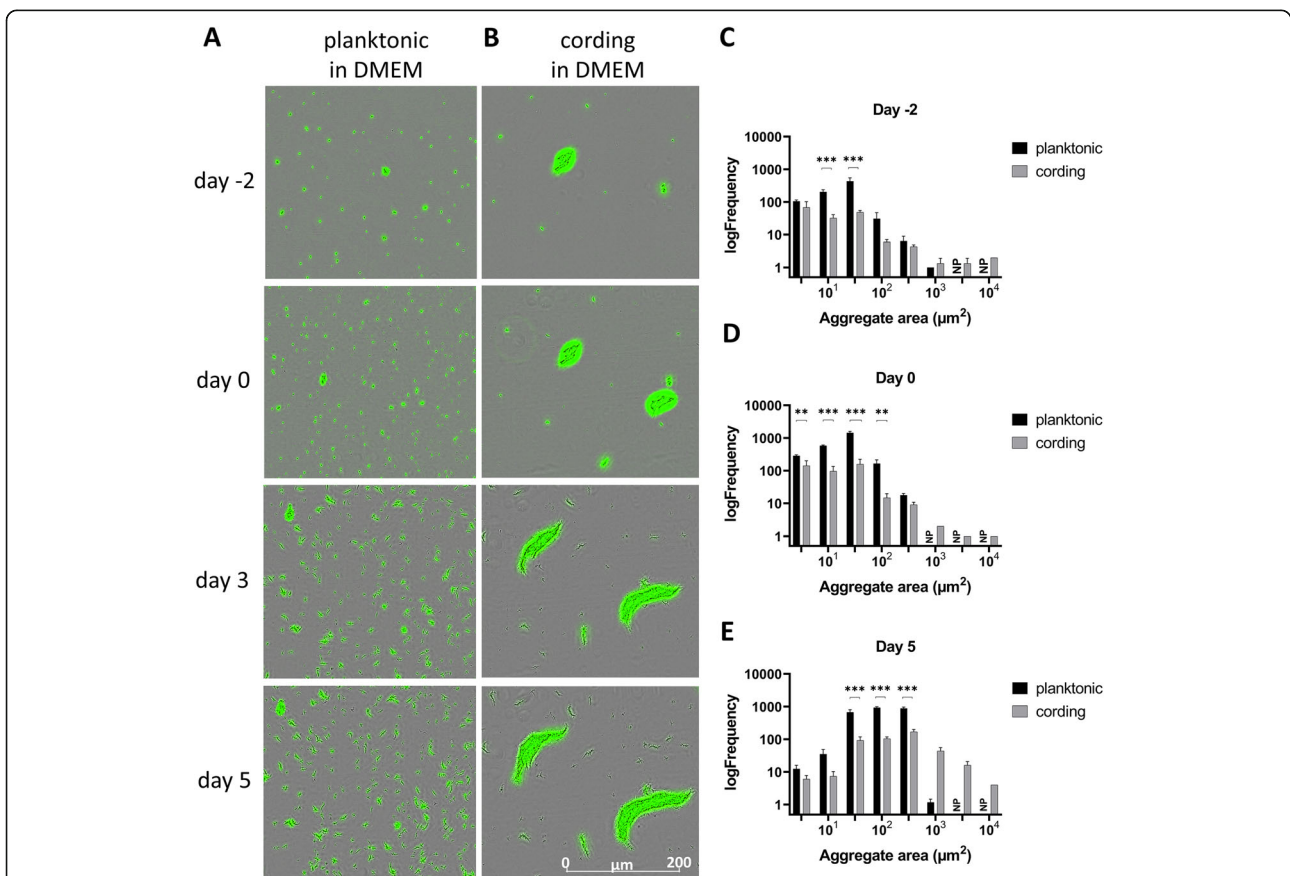 A
planktonic
in DMEM
B
cording
in DMEM
day -2
day 0
day 3
day 5
0 µm 200
C
Day -2
logFrequency
10000
1000
100
10
1
*** ***
NP NP
10¹ 10² 10³ 10⁴
Aggregate area (µm²)
planktonic
cording
D
Day 0
logFrequency
10000
1000
100
10
1
** *** *** **
NP NP NP
10¹ 10² 10³ 10⁴
Aggregate area (µm²)
planktonic
cording
E
Day 5
logFrequency
10000
1000
100
10
1
*** *** ***
NP NP
10¹ 10² 10³ 10⁴
Aggregate area (µm²)
planktonic
cording